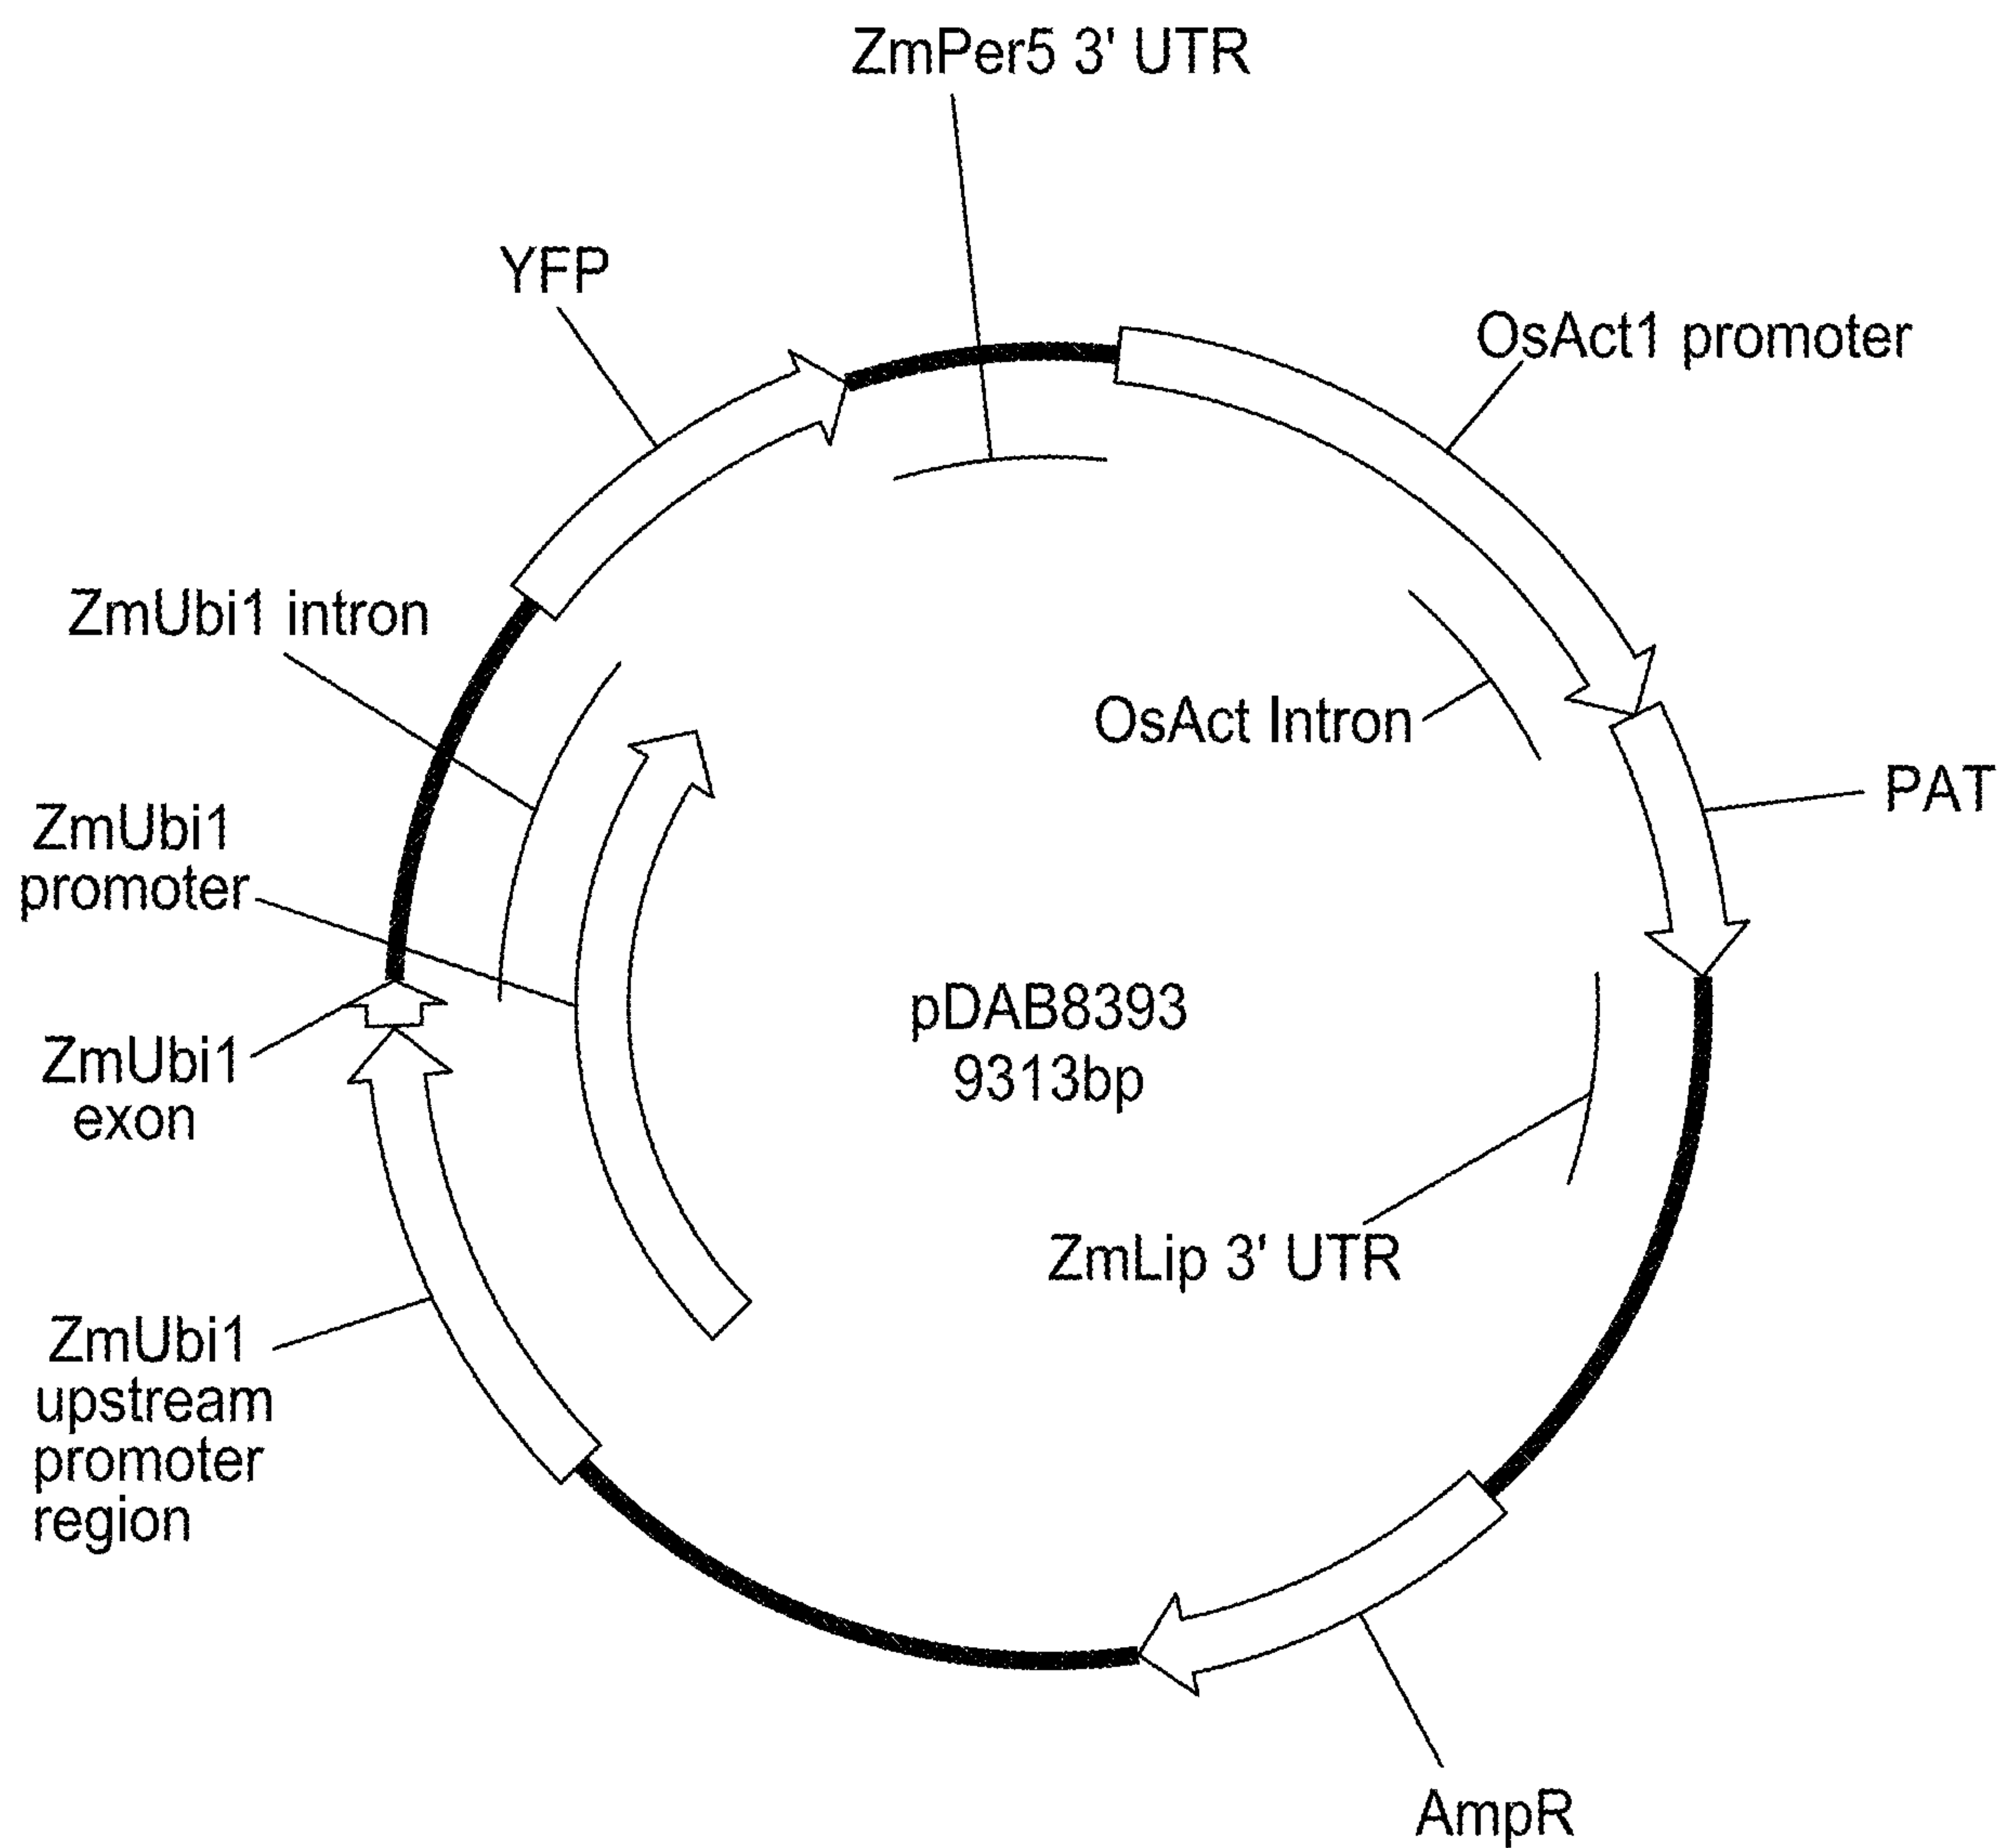 ZmPer5 3' UTR
YFP
OsAct1 promoter
ZmUbi1 intron
OsAct Intron
PAT
ZmUbi1
promoter
pDAB8393
9313bp
ZmUbi1
exon
ZmLip 3' UTR
ZmUbi1
upstream
promoter
region
AmpR